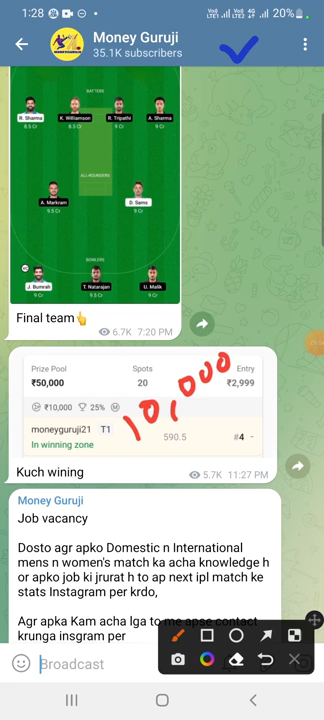 1:28
20%
Money Guruji
35.1K subscribers
BATTERS
R. Sharma
K. Williamson
R. Tripathi
A. Sharma
8.5 Cr
8.5 Cr
9 Cr
9 Cr
ALL-ROUNDERS
A. Markram
D. Sams
9.5 Cr
9 Cr
BOWLERS
VC
J. Bumrah
T. Natarajan
U. Malik
9 Cr
9 Cr
9 Cr
Final team👆
6.7K 7:20 PM
Prize Pool
Spots
Entry
₹50,000
20
₹2,999
₹10,000
25%
M
10,000
moneyguruji21 T1
590.5
#4 -
In winning zone
Kuch wining
5.7K 11:27 PM
Money Guruji
Job vacancy
Dosto agr apko Domestic n International
mens n women's match ka acha knowledge h
or apko job ki jrurat h to ap next ipl match ke
stats Instagram per krdo,
Agr apka Kam acha lga to me apse contact
krunga insgram per
Broadcast